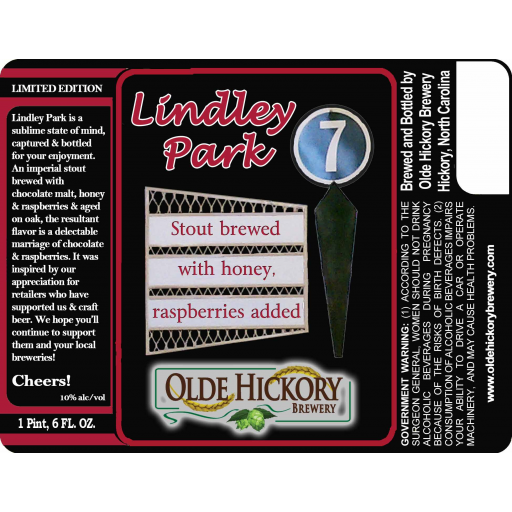 LIMITED EDITION
Lindley Park is a
sublime state of mind,
captured & bottled
for your enjoyment.
An imperial stout
brewed with
chocolate malt, honey
& raspberries & aged
on oak, the resultant
flavor is a delectable
marriage of chocolate
& raspberries. It was
inspired by our
appreciation for
retailers who have
supported us & craft
beer. We hope you'll
continue to support
them and your local
breweries!
Cheers!
10% alc/vol
1 Pint, 6 FL. OZ.
Lindley
Park
7
Stout brewed
with honey,
raspberries added
OLDE HICKORY
BREWERY
Brewed and Bottled by
Olde Hickory Brewery
Hickory, North Carolina
GOVERNMENT WARNING: (1) ACCORDING TO THE
SURGEON GENERAL, WOMEN SHOULD NOT DRINK
ALCOHOLIC BEVERAGES DURING PREGNANCY
BECAUSE OF THE RISKS OF BIRTH DEFECTS. (2)
CONSUMPTION OF ALCOHOLIC BEVERAGES IMPAIRS
YOUR ABILITY TO DRIVE A CAR OR OPERATE
MACHINERY, AND MAY CAUSE HEALTH PROBLEMS.
www.oldehickorybrewery.com